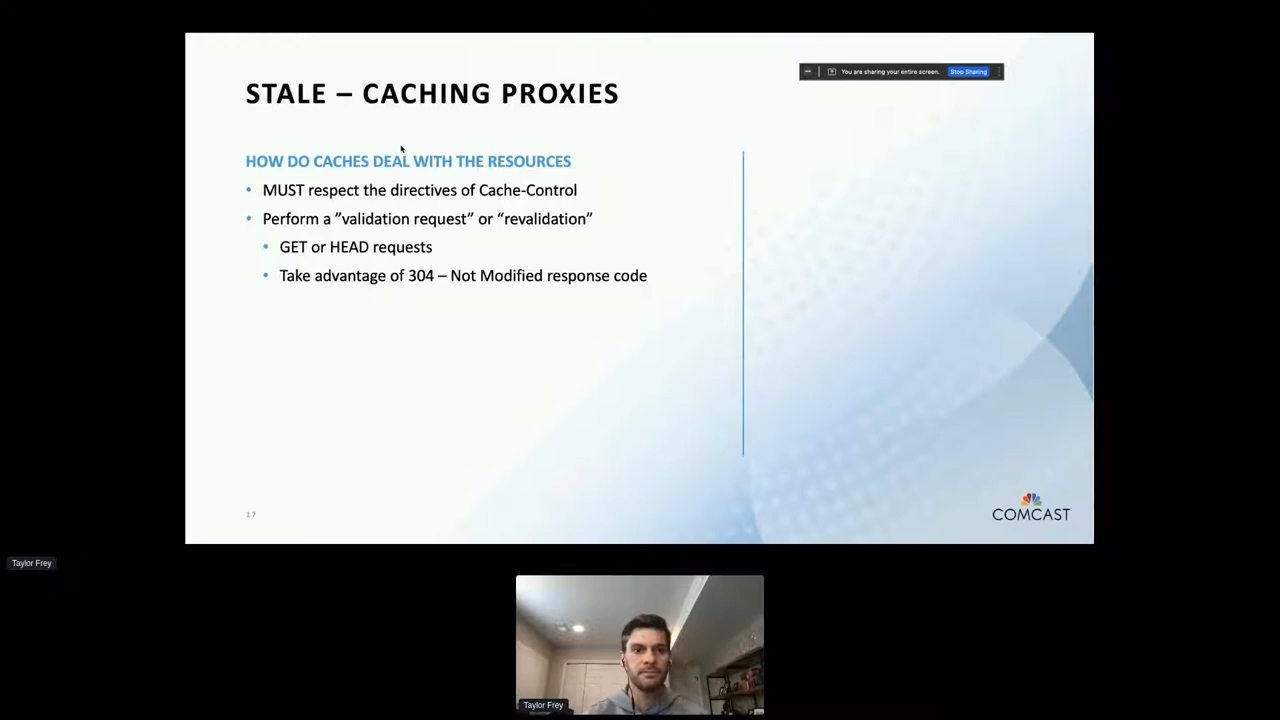 You are sharing your entire screen. Stop Sharing
STALE – CACHING PROXIES
HOW DO CACHES DEAL WITH THE RESOURCES
• MUST respect the directives of Cache-Control
• Perform a ”validation request” or “revalidation”
• GET or HEAD requests
• Take advantage of 304 – Not Modified response code
17
COMCAST
Taylor Frey
Taylor Frey